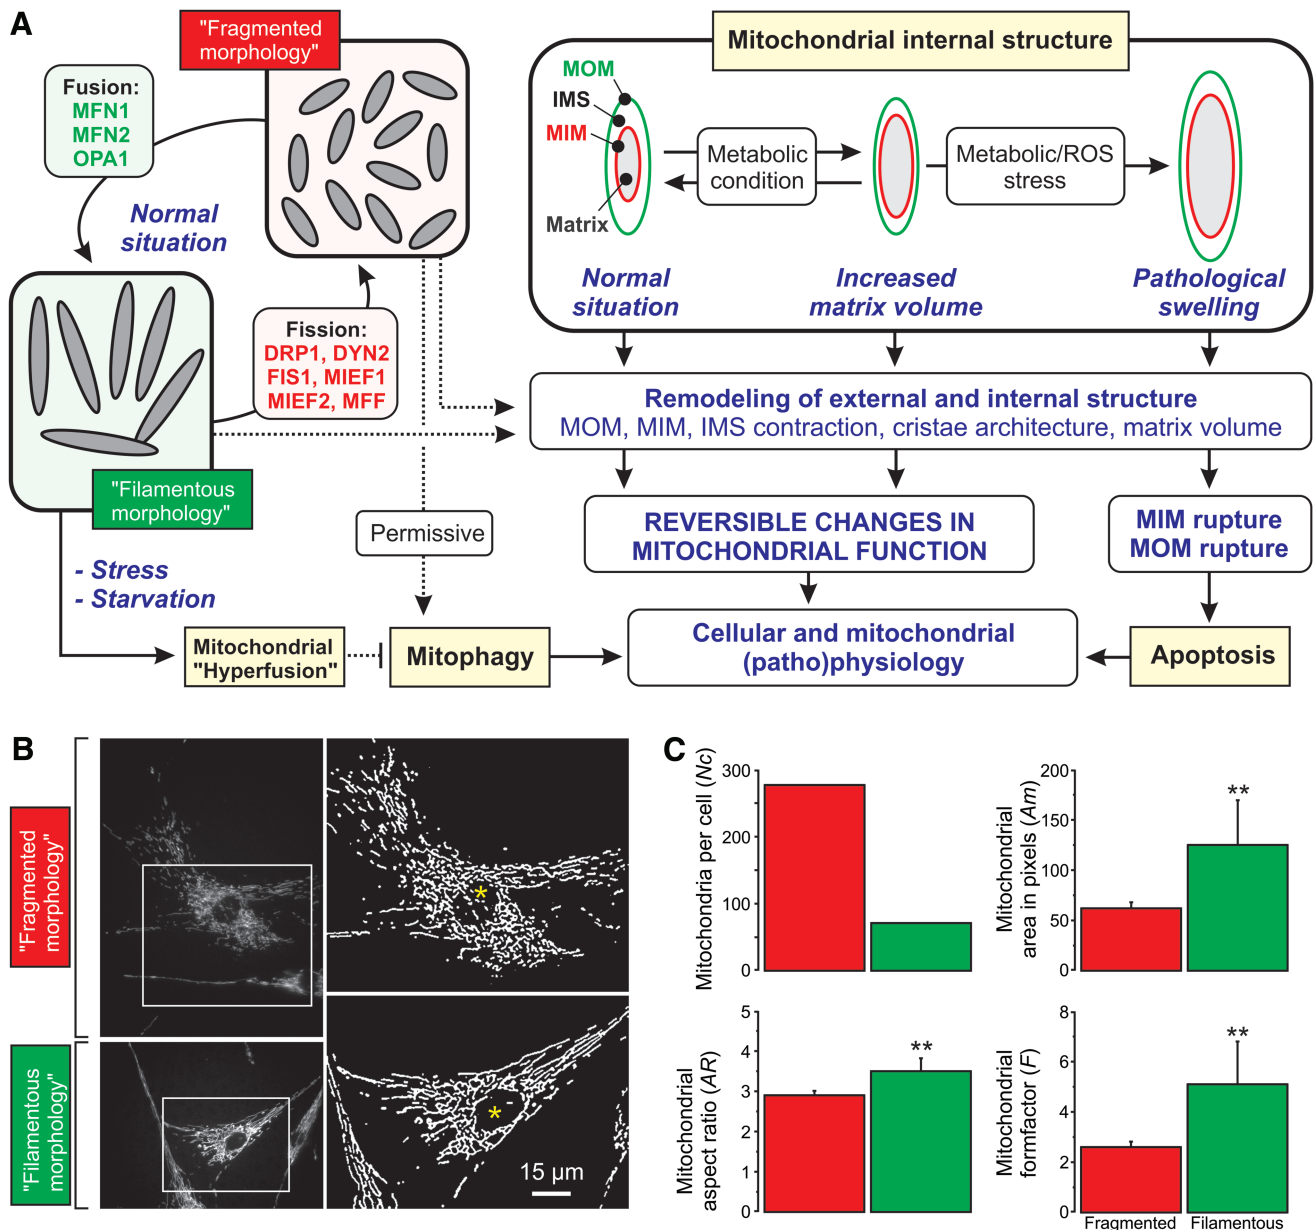 A
"Fragmented
morphology"
Fusion:
MFN1
MFN2
OPA1
Normal
situation
Fission:
DRP1, DYN2
FIS1, MIEF1
MIEF2, MFF
"Filamentous
morphology"
- Stress
- Starvation
Permissive
Mitochondrial
"Hyperfusion"
Mitophagy
Mitochondrial internal structure
MOM
IMS
MIM
Matrix
Metabolic
condition
Metabolic/ROS
stress
Normal
situation
Increased
matrix volume
Pathological
swelling
Remodeling of external and internal structure
MOM, MIM, IMS contraction, cristae architecture, matrix volume
REVERSIBLE CHANGES IN
MITOCHONDRIAL FUNCTION
MIM rupture
MOM rupture
Cellular and mitochondrial
(patho)physiology
Apoptosis
B
"Fragmented
morphology"
*
"Filamentous
morphology"
*
15 µm
C
Mitochondria per cell (Nc)
300
200
100
0
Mitochondrial
area in pixels (Am)
200
150
100
50
0
**
Mitochondrial
aspect ratio (AR)
5
4
3
2
1
0
**
Mitochondrial
formfactor (F)
8
6
4
2
0
**
Fragmented
Filamentous